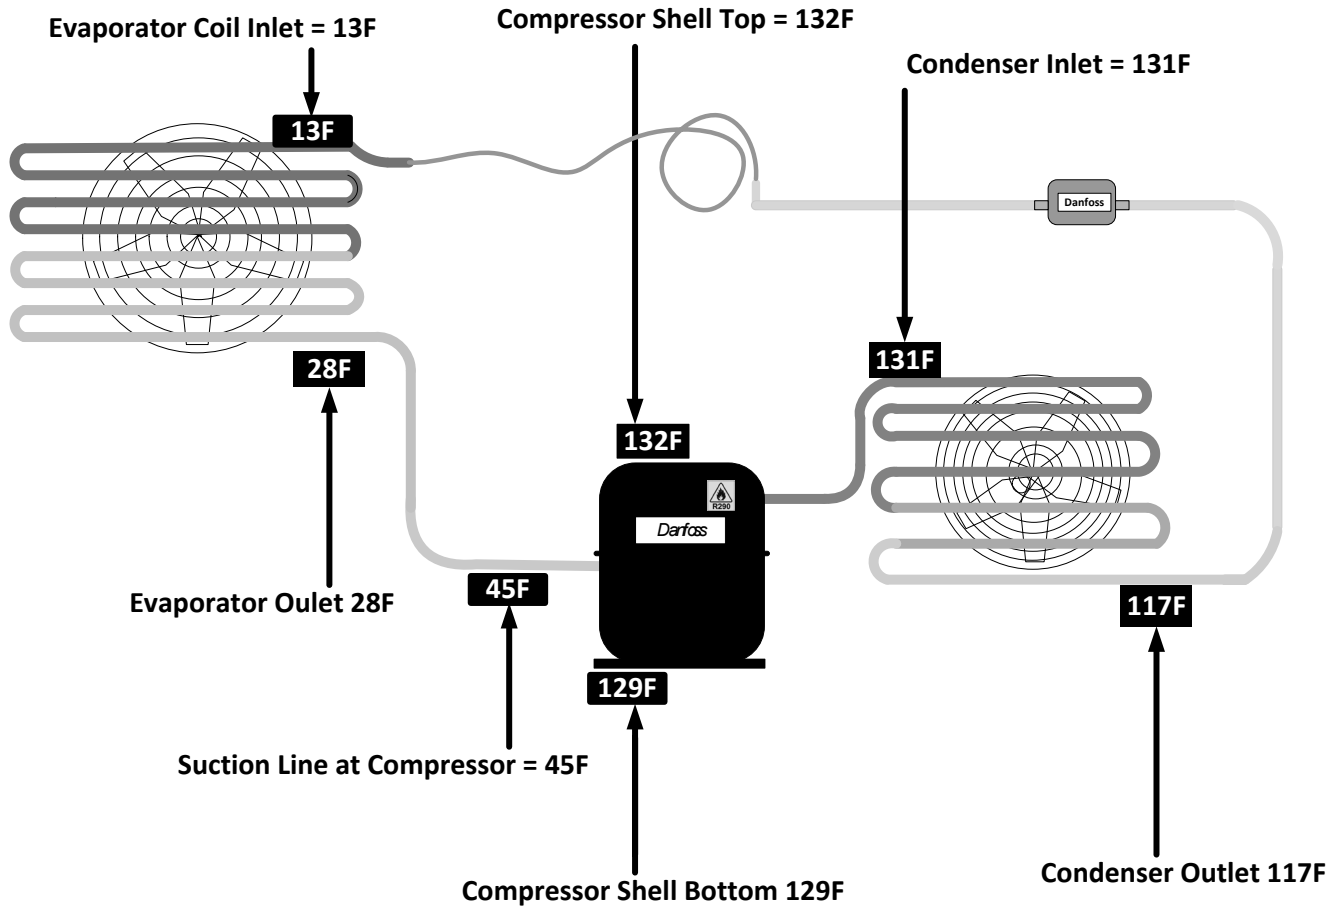 Compressor Shell Top = 132F
Evaporator Coil Inlet = 13F
Condenser Inlet = 131F
13F
Danfoss
131F
28F
132F
R290
Danfoss
45F
Evaporator Oulet 28F
117F
129F
Suction Line at Compressor = 45F
Condenser Outlet 117F
Compressor Shell Bottom 129F